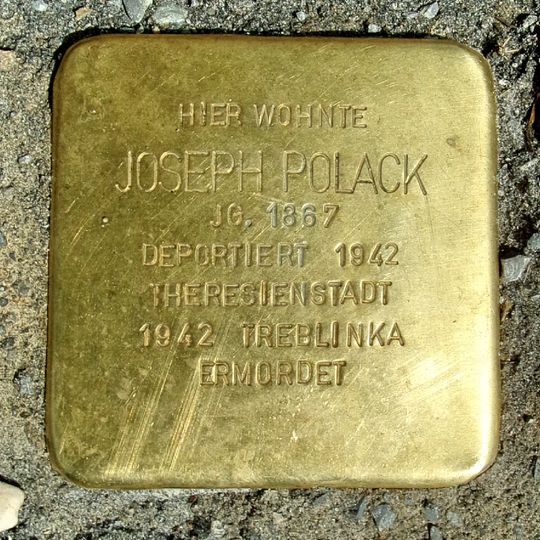 HIER WOHNTE
JOSEPH POLACK
JG. 1867
DEPORTIERT 1942
THERESIENSTADT
1942 TREBLINKA
ERMORDET